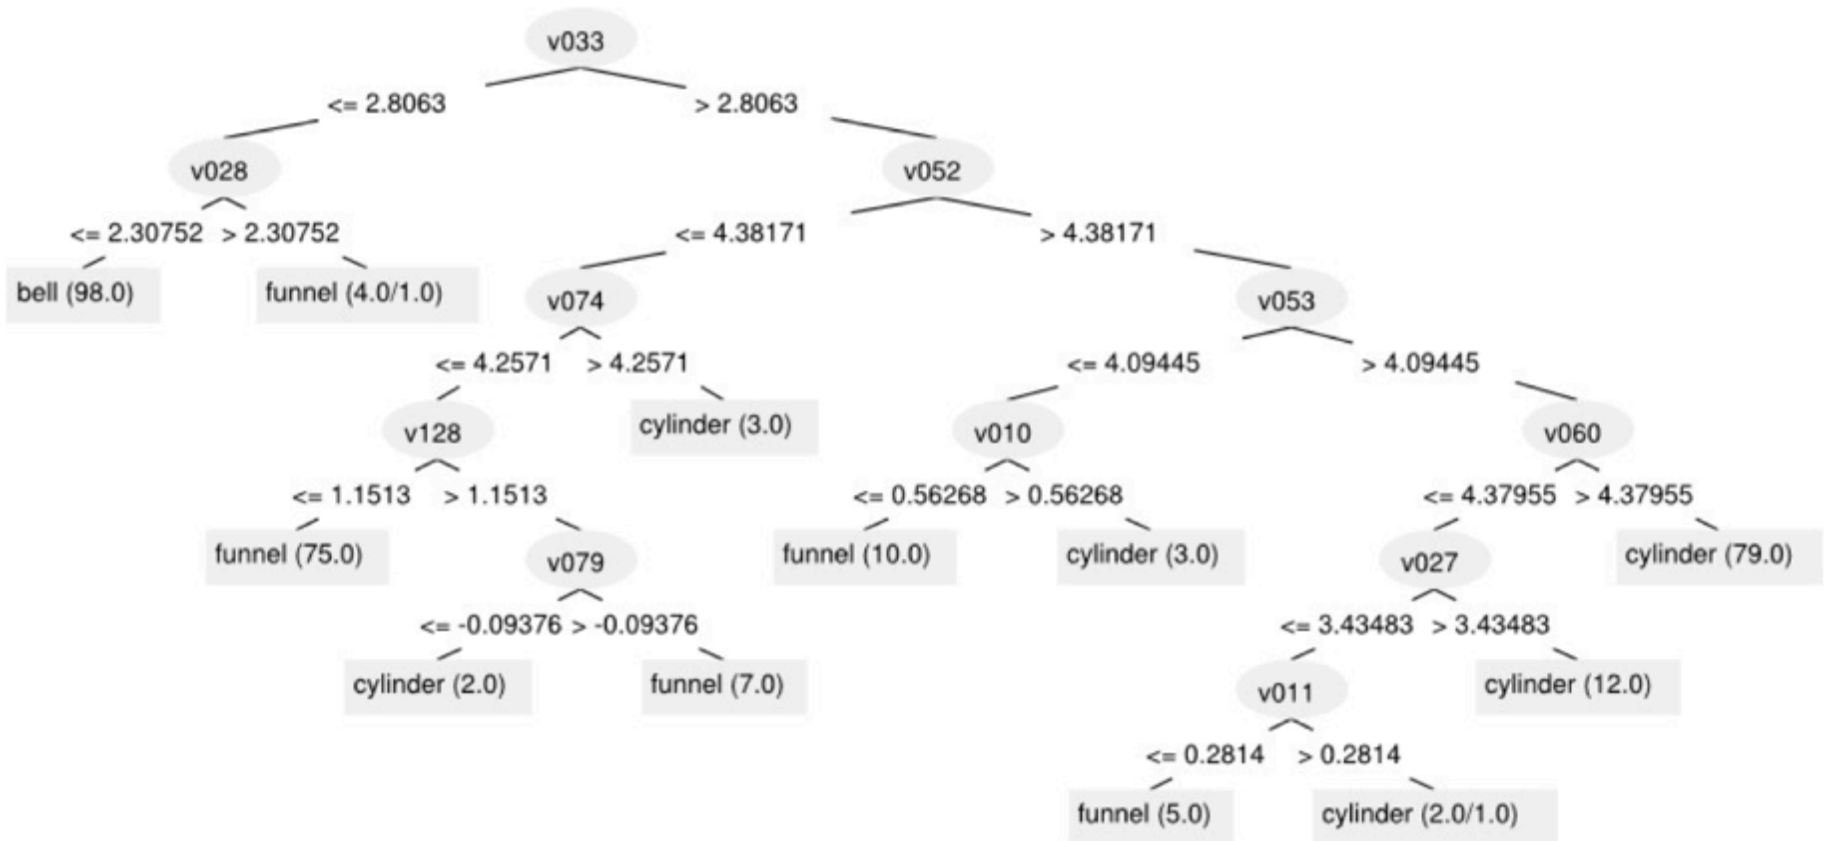 v033
<= 2.8063 > 2.8063
v028 v052
<= 2.30752 > 2.30752 <= 4.38171 > 4.38171
bell (98.0) funnel (4.0/1.0) v074 v053
<= 4.2571 > 4.2571 <= 4.09445 > 4.09445
v128 cylinder (3.0) v010 v060
<= 1.1513 > 1.1513 <= 0.56268 > 0.56268 <= 4.37955 > 4.37955
funnel (75.0) v079 funnel (10.0) cylinder (3.0) v027 cylinder (79.0)
<= -0.09376 > -0.09376 <= 3.43483 > 3.43483
cylinder (2.0) funnel (7.0) v011 cylinder (12.0)
<= 0.2814 > 0.2814
funnel (5.0) cylinder (2.0/1.0)